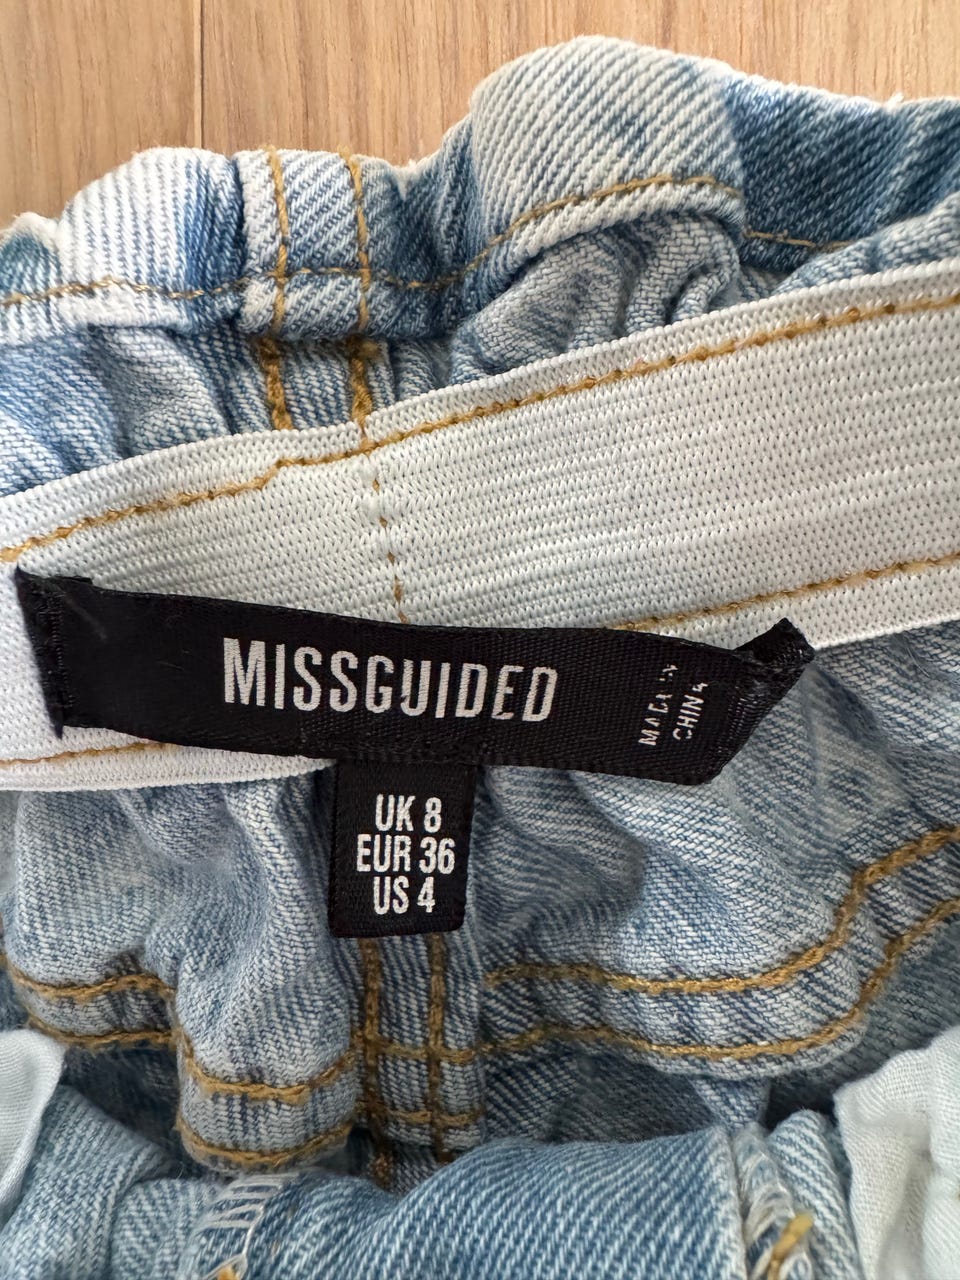 MISSGUIDED
MADE IN
CHINA
UK 8
EUR 36
US 4